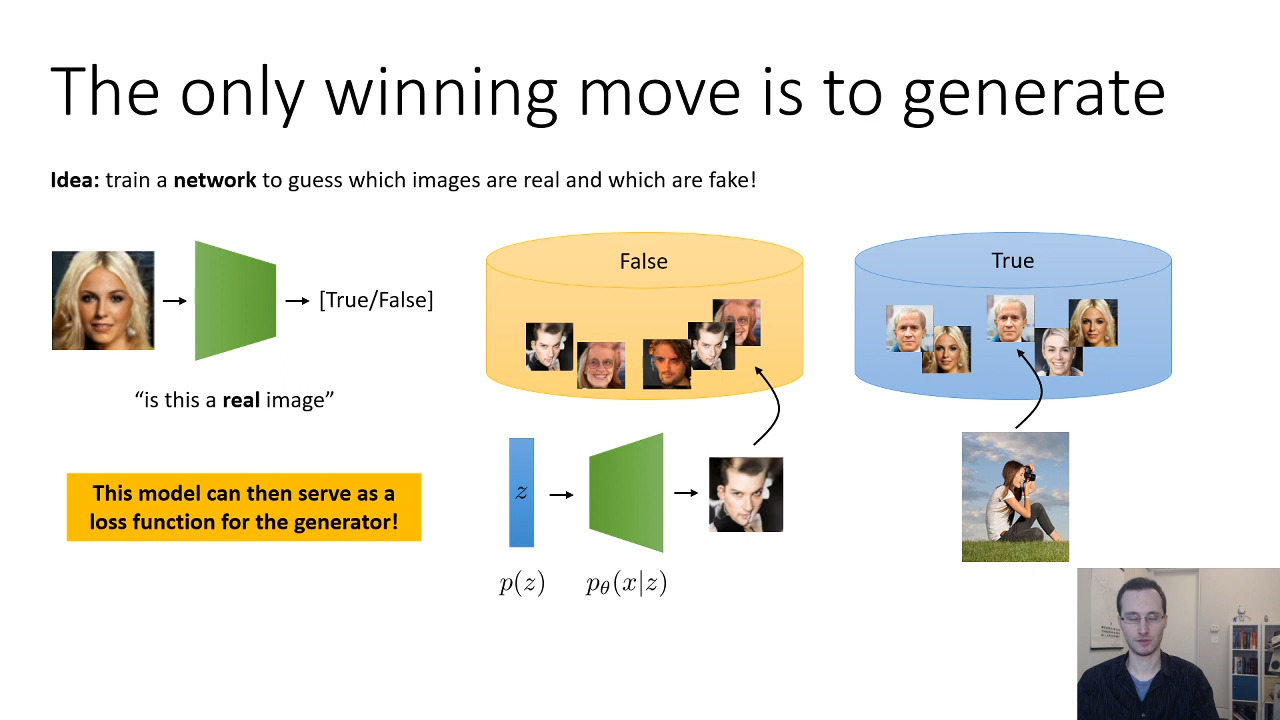 The only winning move is to generate
Idea: train a network to guess which images are real and which are fake!
[True/False]
"is this a real image"
This model can then serve as a
loss function for the generator!
False
True
z
p(z)
pθ(x|z)